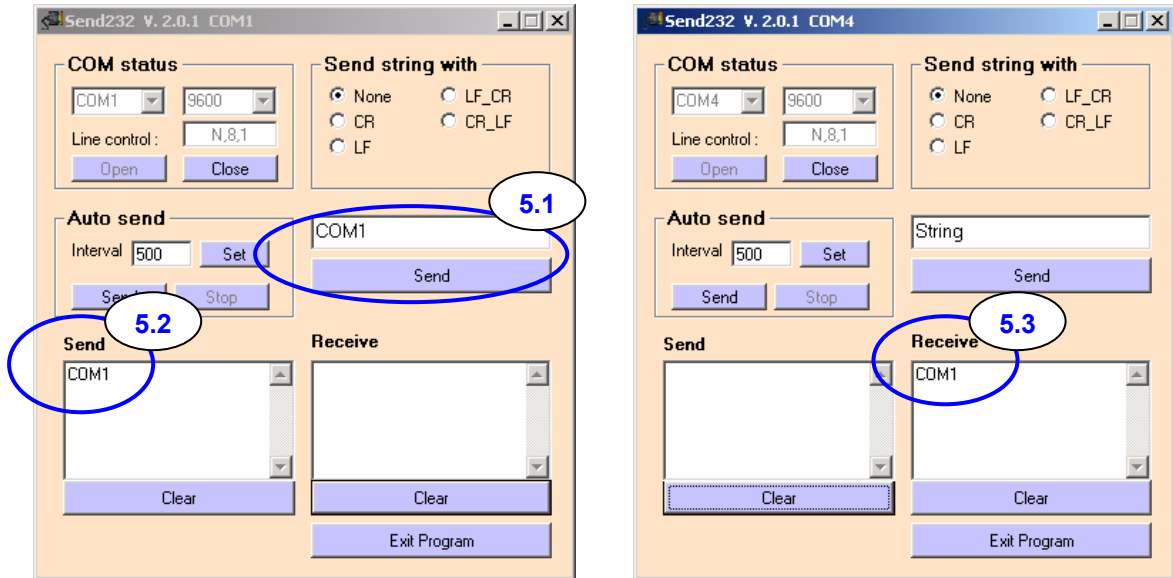 Send232 V. 2.0.1 COM1
COM status
COM1
9600
Line control :
N,8,1
Open
Close
Send string with
None
LF_CR
CR
CR_LF
LF
5.1
Auto send
Interval
500
Set
Send
Stop
COM1
Send
5.2
Send
COM1
Clear
Receive
Clear
Exit Program
Send232 V. 2.0.1 COM4
COM status
COM4
9600
Line control :
N,8,1
Open
Close
Send string with
None
LF_CR
CR
CR_LF
LF
Auto send
Interval
500
Set
Send
Stop
String
Send
5.3
Send
Clear
Receive
COM1
Clear
Exit Program